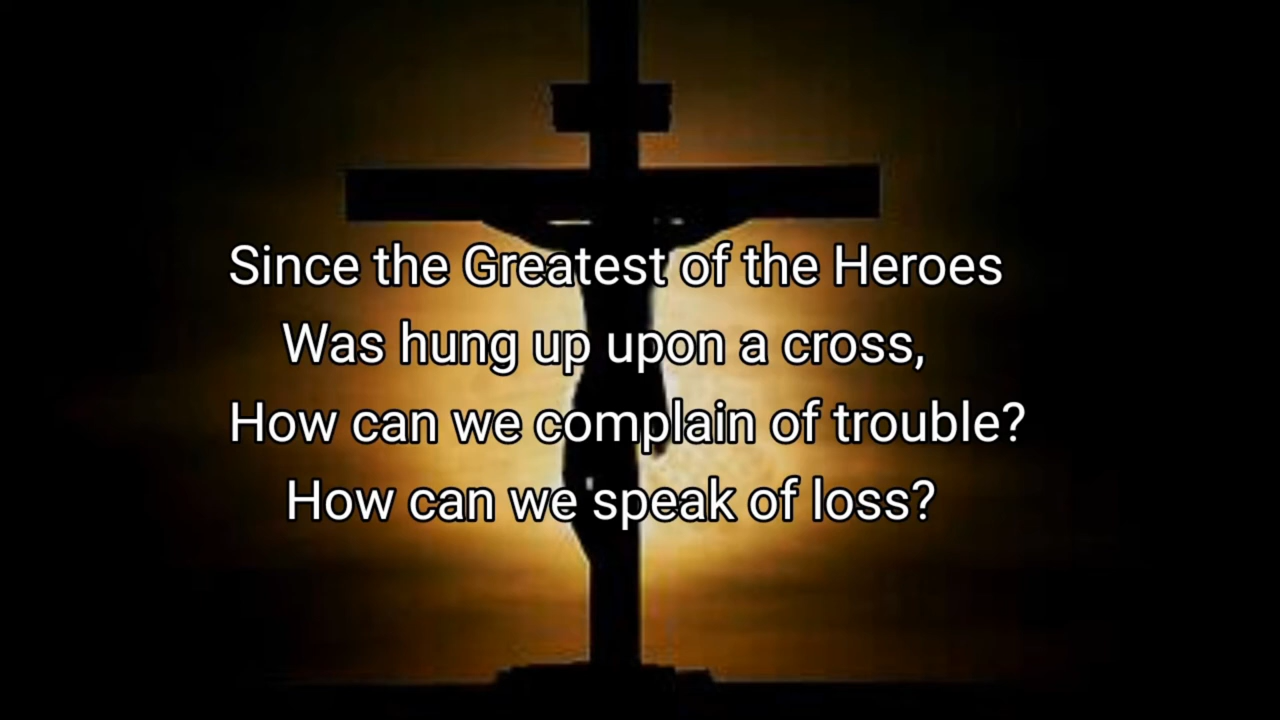 Since the Greatest of the Heroes
Was hung up upon a cross,
How can we complain of trouble?
How can we speak of loss?